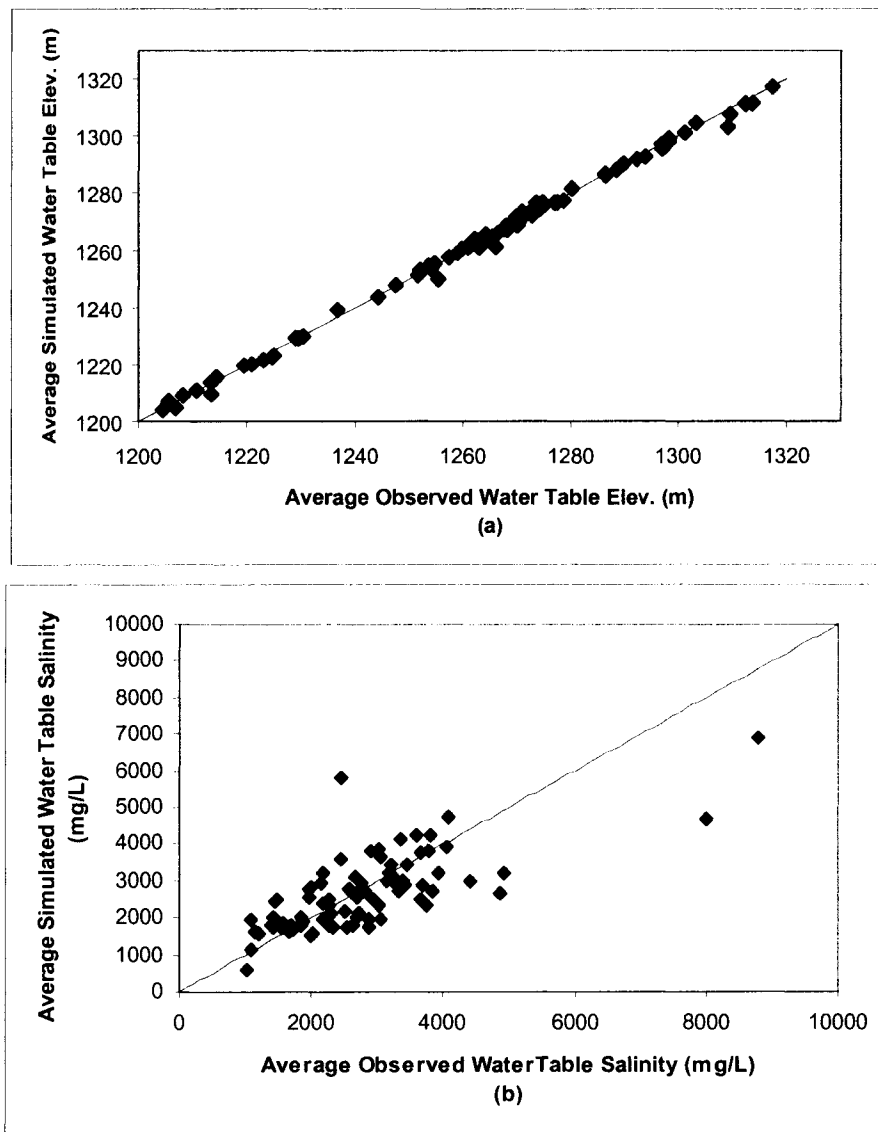 Average Simulated Water Table Elev. (m)
1320
1300
1280
1260
1240
1220
1200
1200 1220 1240 1260 1280 1300 1320
Average Observed Water Table Elev. (m)
(a)
Average Simulated Water Table Salinity
(mg/L)
10000
9000
8000
7000
6000
5000
4000
3000
2000
1000
0
0 2000 4000 6000 8000 10000
Average Observed WaterTable Salinity (mg/L)
(b)